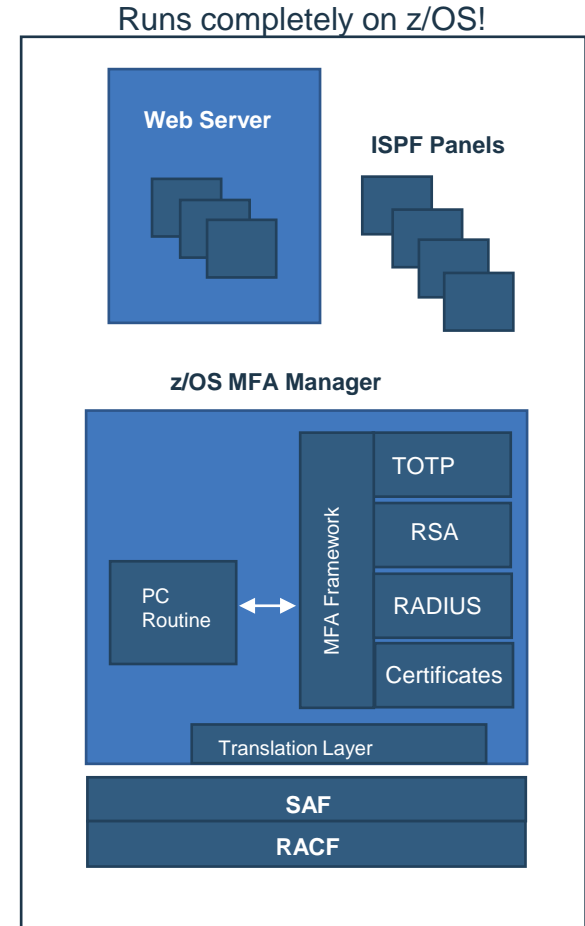 Runs completely on z/OS!
Web Server
ISPF Panels
z/OS MFA Manager
PC
Routine
MFA Framework
TOTP
RSA
RADIUS
Certificates
Translation Layer
SAF
RACF